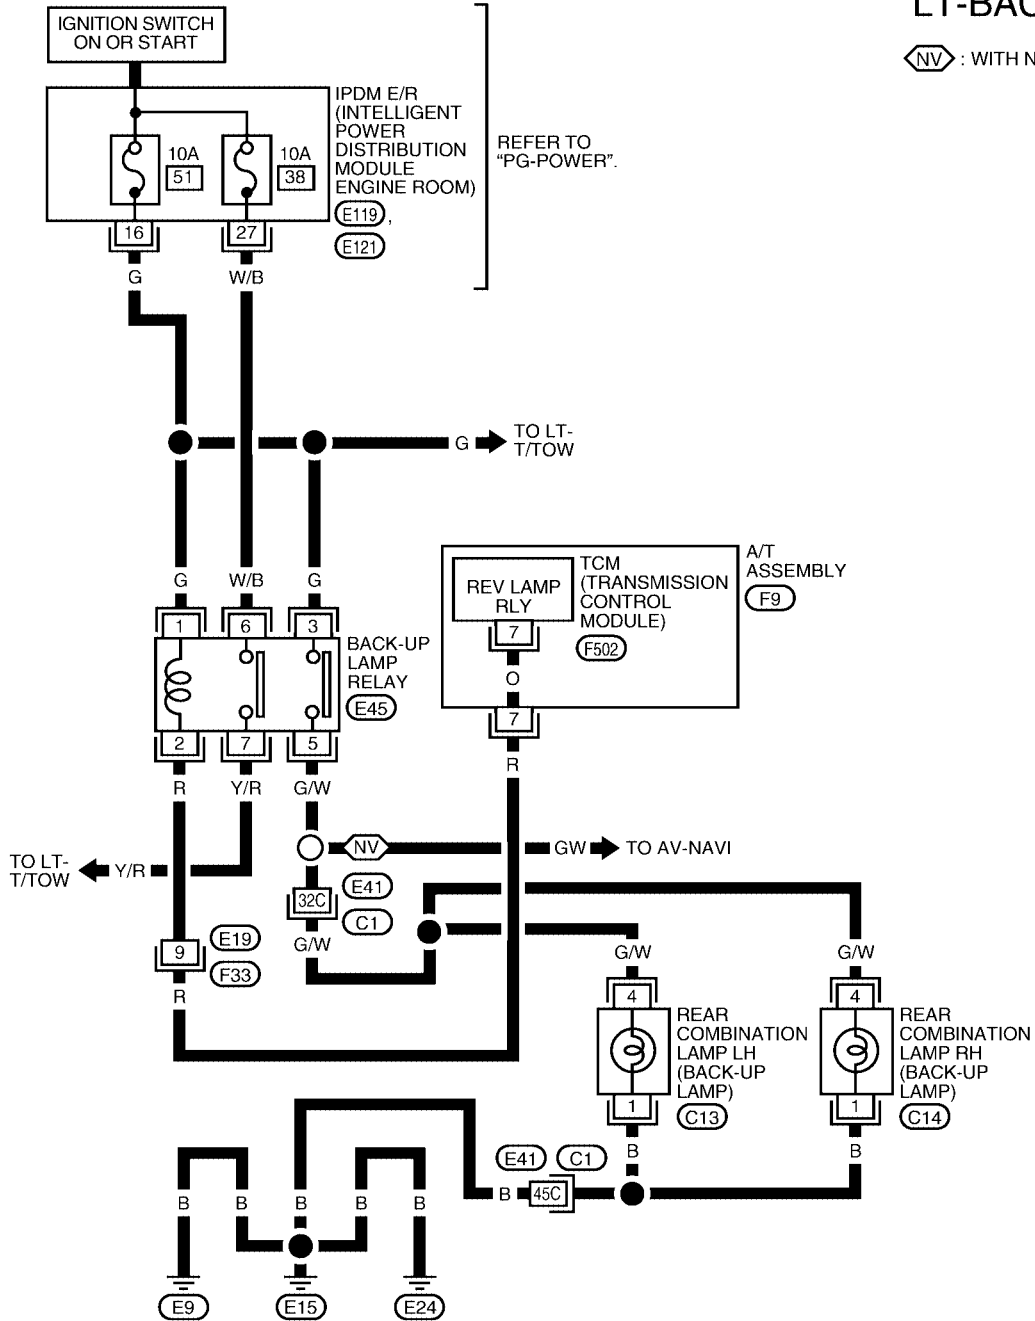 LT-BAC
NV : WITH N
IGNITION SWITCH
ON OR START
IPDM E/R
(INTELLIGENT
POWER
DISTRIBUTION
MODULE
ENGINE ROOM)
E119 ,
E121
REFER TO
“PG-POWER”.
10A
51
10A
38
16
27
G
W/B
G
TO LT-
T/TOW
G
W/B
G
1
6
3
BACK-UP
LAMP
RELAY
E45
2
7
5
R
Y/R
G/W
REV LAMP
RLY
7
TCM
(TRANSMISSION
CONTROL
MODULE)
F502
A/T
ASSEMBLY
F9
O
7
R
NV
GW
TO AV-NAVI
TO LT-
T/TOW
Y/R
32C
E41
C1
G/W
9
E19
F33
R
G/W
G/W
4
4
REAR
COMBINATION
LAMP LH
(BACK-UP
LAMP)
C13
REAR
COMBINATION
LAMP RH
(BACK-UP
LAMP)
C14
1
1
B
B
E41
C1
B
45C
B
B
B
B
B
E9
E15
E24